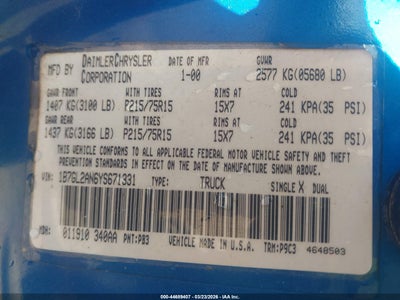 MFD BY DAIMLERCHRYSLER CORPORATION DATE OF MFR 1-00 GVWR 2577 KG(05680 LB)
GAWR FRONT WITH TIRES RIMS AT COLD
1407 KG(3100 LB) P215/75R15 15X7 241 KPA(35 PSI)
GAWR REAR WITH TIRES RIMS AT COLD
1437 KG(3166 LB) P215/75R15 15X7 241 KPA(35 PSI)
THIS VEHICLE CONFORMS TO ALL APPLICABLE FEDERAL MOTOR VEHICLE SAFETY AND
THEFT PREVENTION STANDARDS IN EFFECT ON THE DATE OF MANUFACTURE SHOWN ABOVE.
VIN: 1B7GL2AN6YS671331 TYPE: TRUCK SINGLE X DUAL
MDH: 011910 340AA PNT: PB3 VEHICLE MADE IN U.S.A. TRM: P9C3 4648503
000-44659407 - 03/23/2026 - IAAI.COM